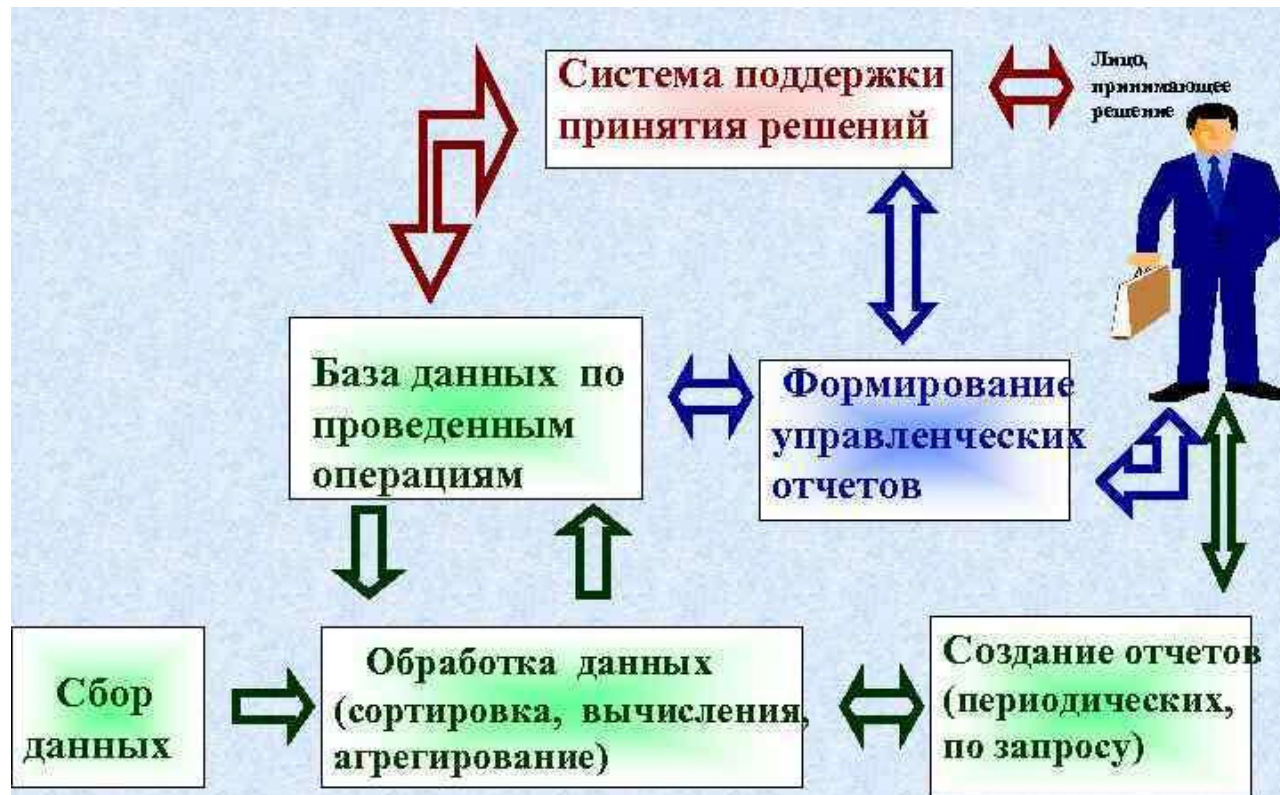 Система поддержки
принятия решений
Лицо,
принимающее
решение
База данных по
проведенным
операциям
Формирование
управленческих
отчетов
Сбор
данных
Обработка данных
(сортировка, вычисления,
агрегирование)
Создание отчетов
(периодических,
по запросу)